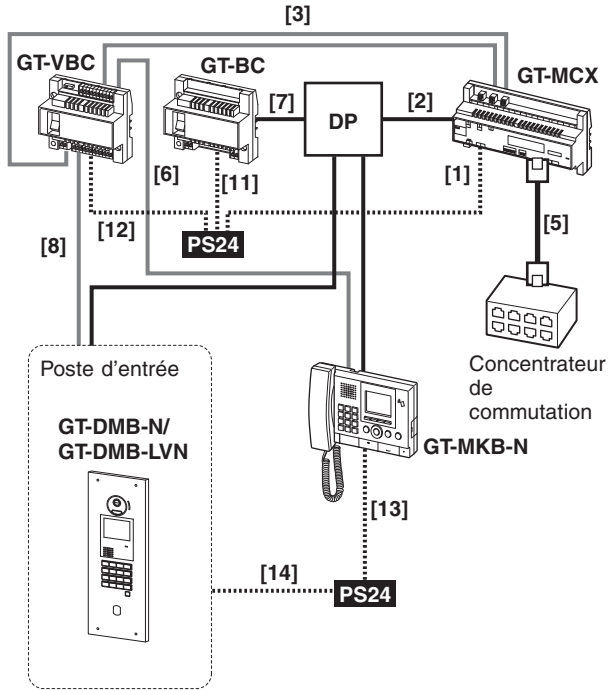 [3]
GT-VBC
GT-BC
GT-MCX
[7]
DP
[2]
[6]
[11]
[1]
[12]
PS24
[5]
[8]
Poste d'entrée
GT-DMB-N/
GT-DMB-LVN
Concentrateur
de
commutation
GT-MKB-N
[13]
[14]
PS24